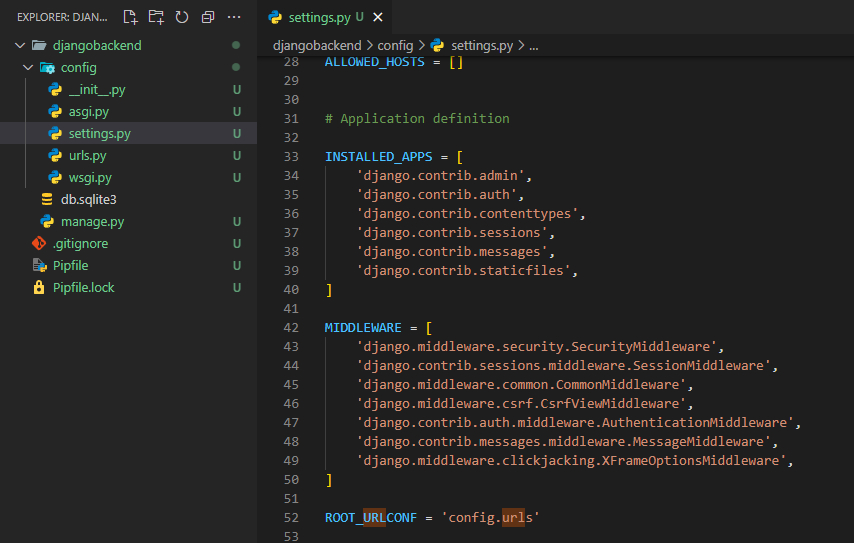 EXPLORER: DJAN...
djangobackend
config
__init__.py U
asgi.py U
settings.py U
urls.py U
wsgi.py U
db.sqlite3
manage.py U
.gitignore U
Pipfile U
Pipfile.lock U
settings.py U
djangobackend > config > settings.py > ...
28 ALLOWED_HOSTS = []
29
30
31 # Application definition
32
33 INSTALLED_APPS = [
34     'django.contrib.admin',
35     'django.contrib.auth',
36     'django.contrib.contenttypes',
37     'django.contrib.sessions',
38     'django.contrib.messages',
39     'django.contrib.staticfiles',
40 ]
41
42 MIDDLEWARE = [
43     'django.middleware.security.SecurityMiddleware',
44     'django.contrib.sessions.middleware.SessionMiddleware',
45     'django.middleware.common.CommonMiddleware',
46     'django.middleware.csrf.CsrfViewMiddleware',
47     'django.contrib.auth.middleware.AuthenticationMiddleware',
48     'django.contrib.messages.middleware.MessageMiddleware',
49     'django.middleware.clickjacking.XFrameOptionsMiddleware',
50 ]
51
52 ROOT_URLCONF = 'config.urls'
53